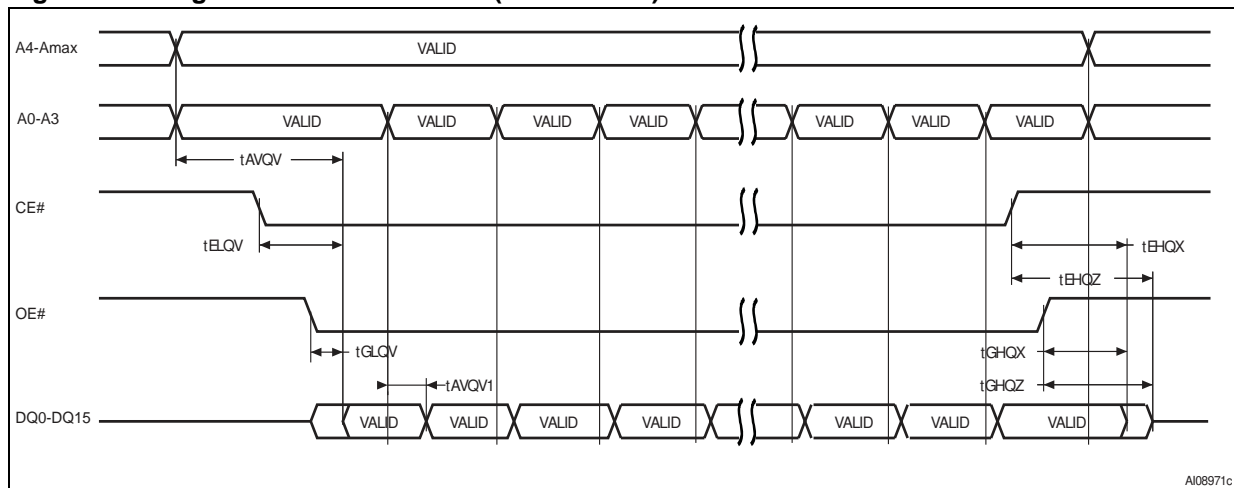 A4-Amax
VALID
A0-A3
VALID VALID VALID VALID VALID VALID VALID
tAVQV
CE#
tELQV
tEHQX
tEHQZ
OE#
tGLQV
tGHQX
tAVQV1
tGHQZ
DQ0-DQ15
VALID VALID VALID VALID VALID VALID VALID
AI08971c